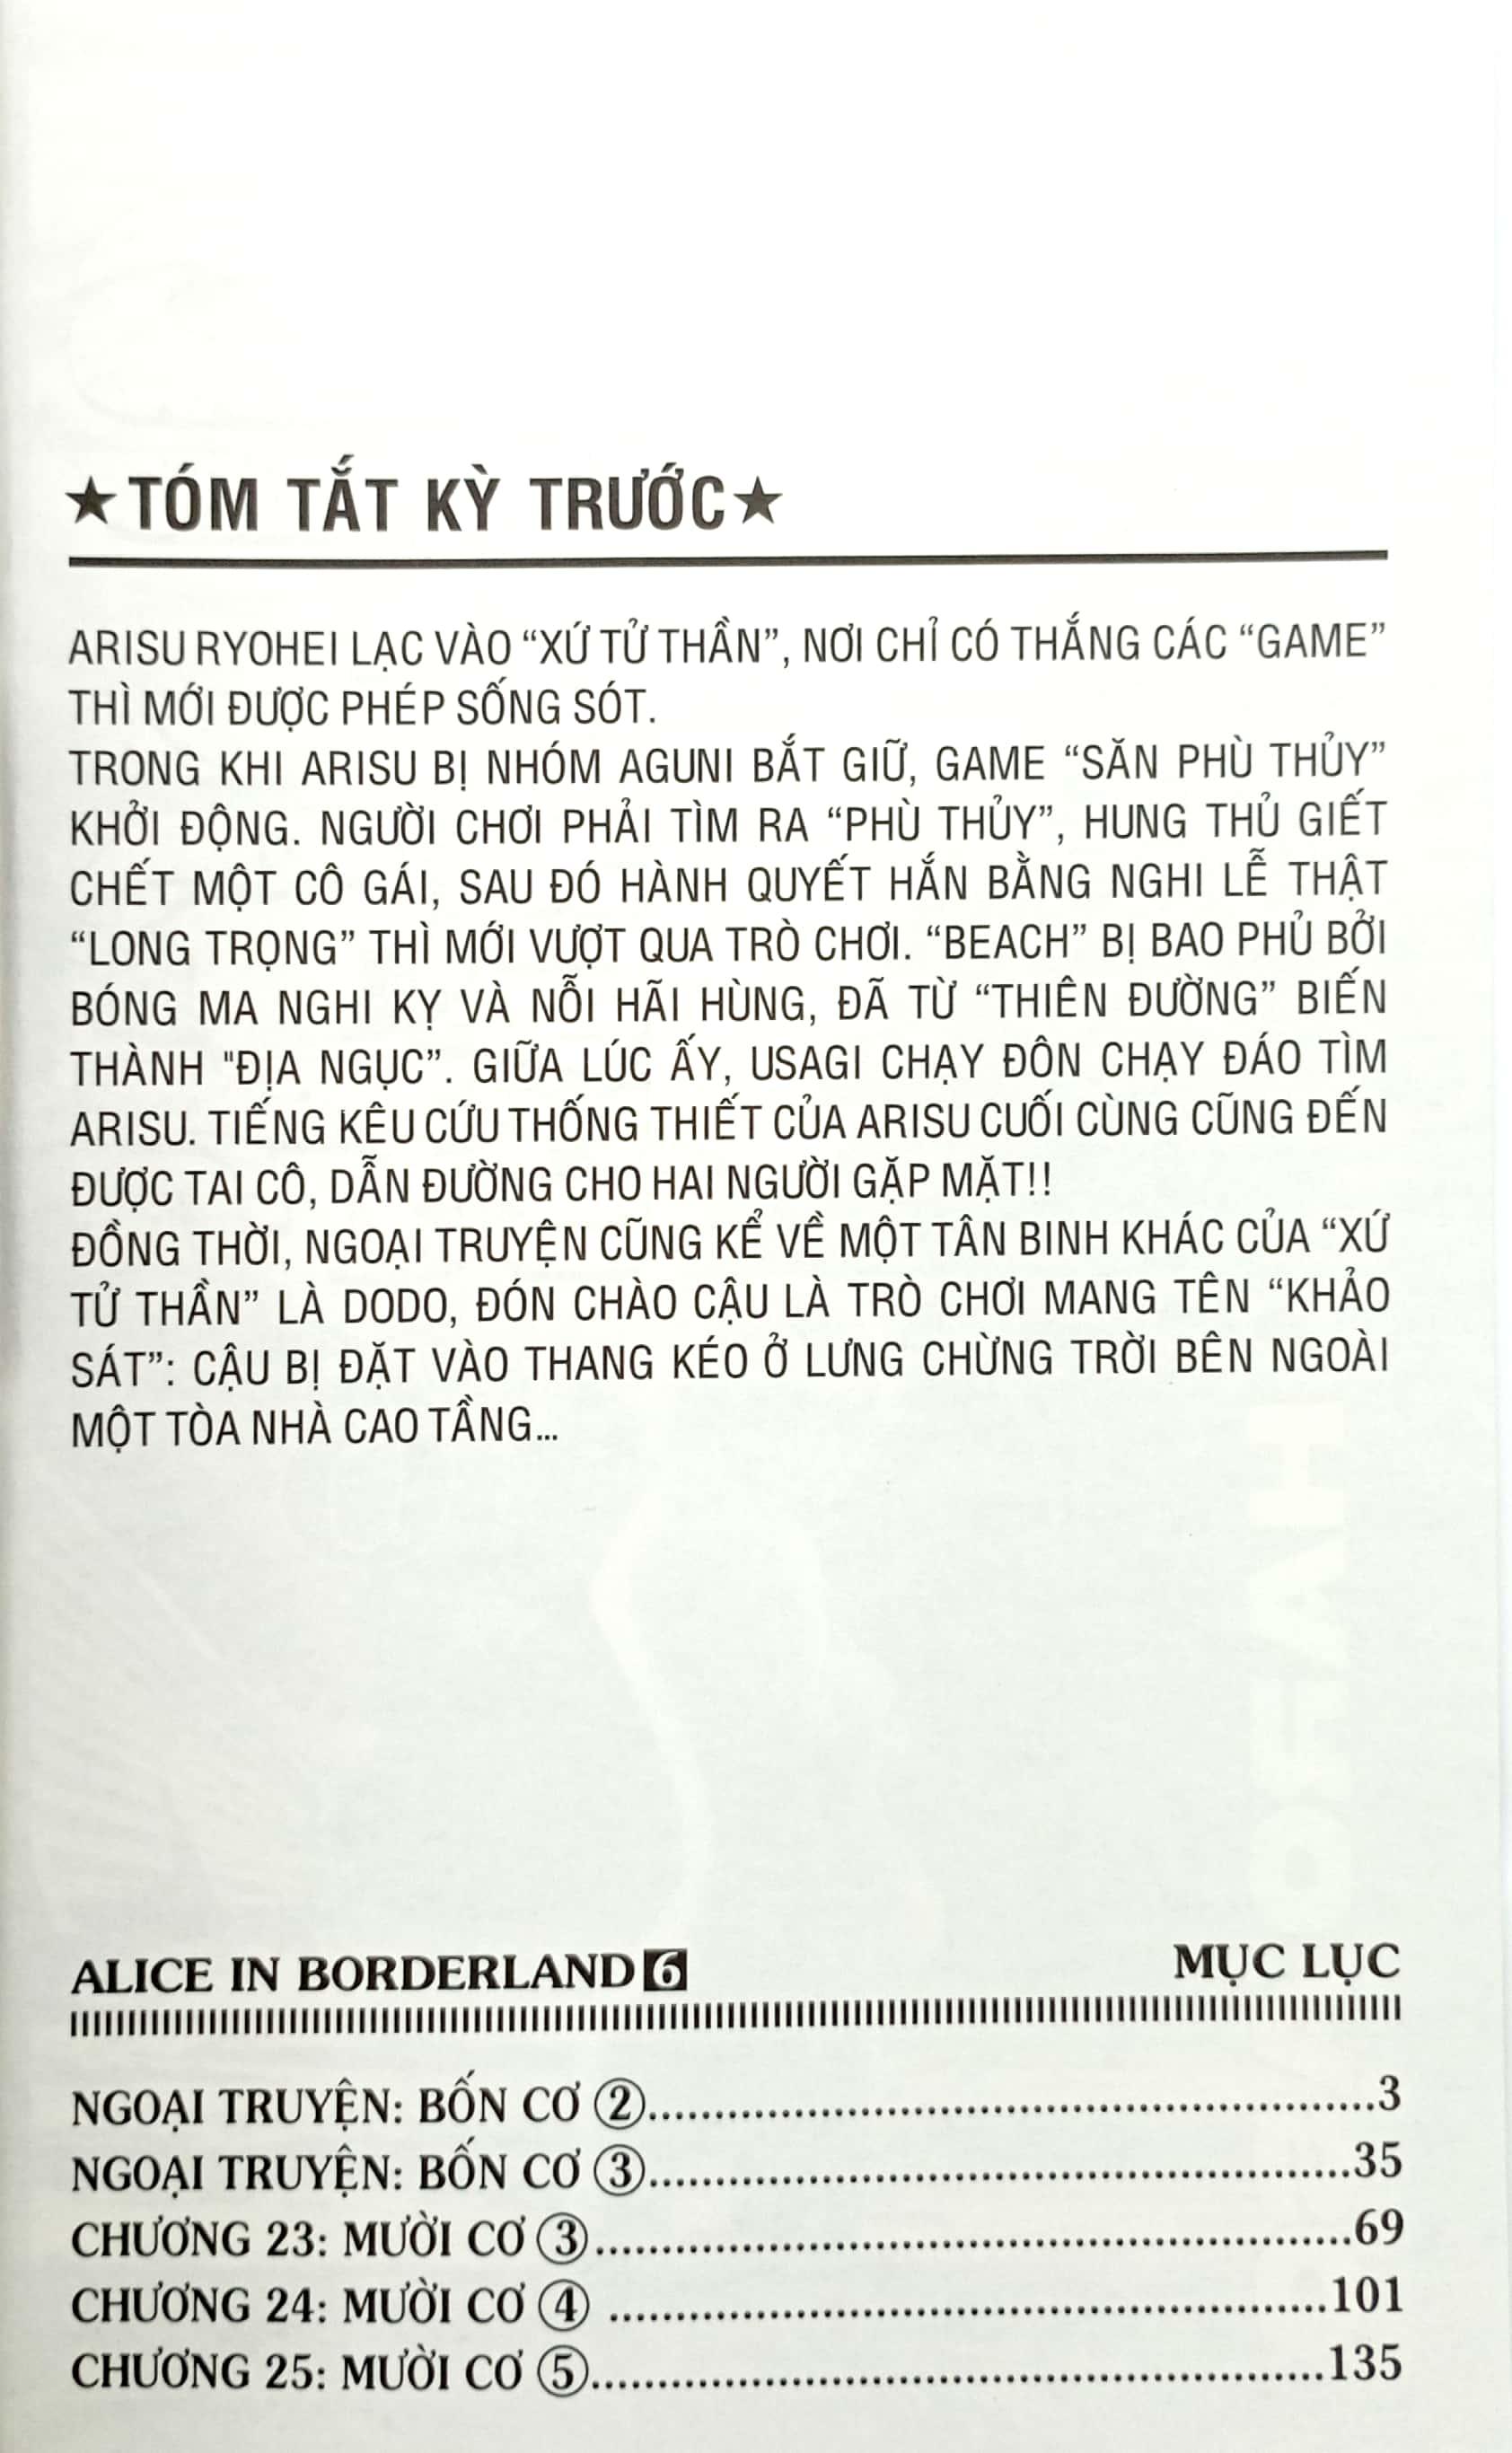 ★TÓM TẮT KỲ TRƯỚC★
ARISU RYOHEI LẠC VÀO “XỨ TỬ THẦN”, NƠI CHỈ CÓ THẮNG CÁC “GAME”
THÌ MỚI ĐƯỢC PHÉP SỐNG SÓT.
TRONG KHI ARISU BỊ NHÓM AGUNI BẮT GIỮ, GAME “SĂN PHÙ THỦY”
KHỞI ĐỘNG. NGƯỜI CHƠI PHẢI TÌM RA “PHÙ THỦY”, HUNG THỦ GIẾT
CHẾT MỘT CÔ GÁI, SAU ĐÓ HÀNH QUYẾT HẮN BẰNG NGHI LỄ THẬT
“LONG TRỌNG” THÌ MỚI VƯỢT QUA TRÒ CHƠI. “BEACH” BỊ BAO PHỦ BỞI
BÓNG MA NGHI KỴ VÀ NỖI HÃI HÙNG, ĐÃ TỪ “THIÊN ĐƯỜNG” BIẾN
THÀNH "ĐỊA NGỤC”. GIỮA LÚC ẤY, USAGI CHẠY ĐÔN CHẠY ĐÁO TÌM
ARISU. TIẾNG KÊU CỨU THỐNG THIẾT CỦA ARISU CUỐI CÙNG CŨNG ĐẾN
ĐƯỢC TAI CÔ, DẪN ĐƯỜNG CHO HAI NGƯỜI GẶP MẶT!!
ĐỒNG THỜI, NGOẠI TRUYỆN CŨNG KỂ VỀ MỘT TÂN BINH KHÁC CỦA “XỨ
TỬ THẦN” LÀ DODO, ĐÓN CHÀO CẬU LÀ TRÒ CHƠI MANG TÊN “KHẢO
SÁT”: CẬU BỊ ĐẶT VÀO THANG KÉO Ở LƯNG CHỪNG TRỜI BÊN NGOÀI
MỘT TÒA NHÀ CAO TẦNG...
ALICE IN BORDERLAND 6 MỤC LỤC
NGOẠI TRUYỆN: BỐN CƠ ②........................................................3
NGOẠI TRUYỆN: BỐN CƠ ③......................................................35
CHƯƠNG 23: MƯỜI CƠ ③..........................................................69
CHƯƠNG 24: MƯỜI CƠ ④ .......................................................101
CHƯƠNG 25: MƯỜI CƠ ⑤........................................................135